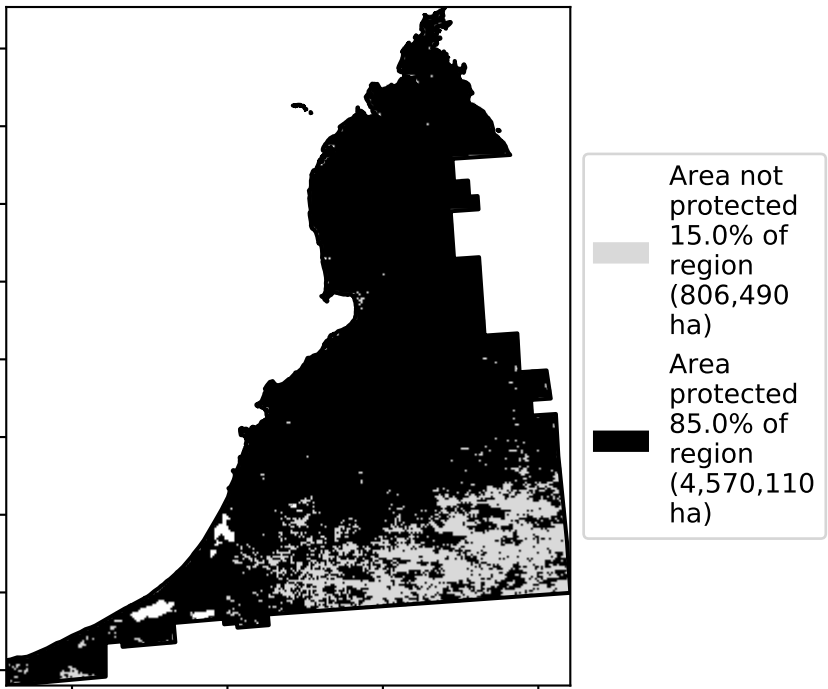 Area not
protected
15.0% of
region
(806,490
ha)
Area
protected
85.0% of
region
(4,570,110
ha)